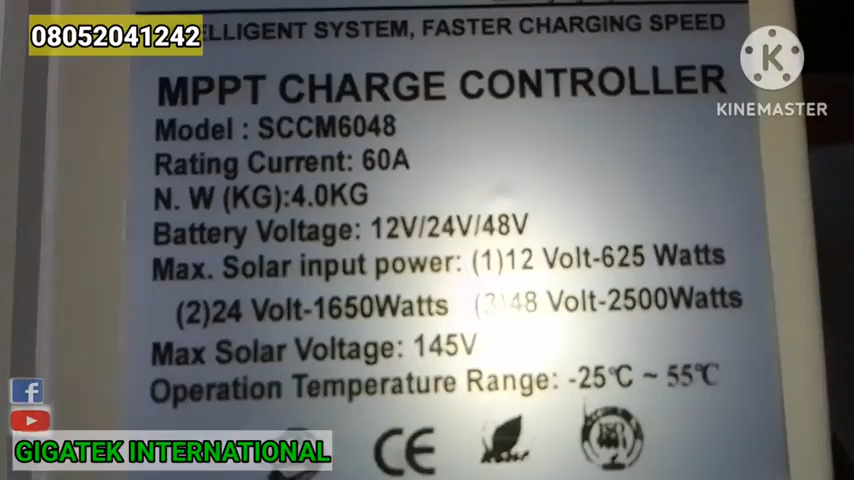 08052041242
ELLIGENT SYSTEM, FASTER CHARGING SPEED
KINEMASTER
MPPT CHARGE CONTROLLER
Model : SCCM6048
Rating Current: 60A
N. W (KG):4.0KG
Battery Voltage: 12V/24V/48V
Max. Solar input power: (1)12 Volt-625 Watts
(2)24 Volt-1650Watts (3)48 Volt-2500Watts
Max Solar Voltage: 145V
Operation Temperature Range: -25℃ ~ 55℃
CE
ISO
GIGATEK INTERNATIONAL